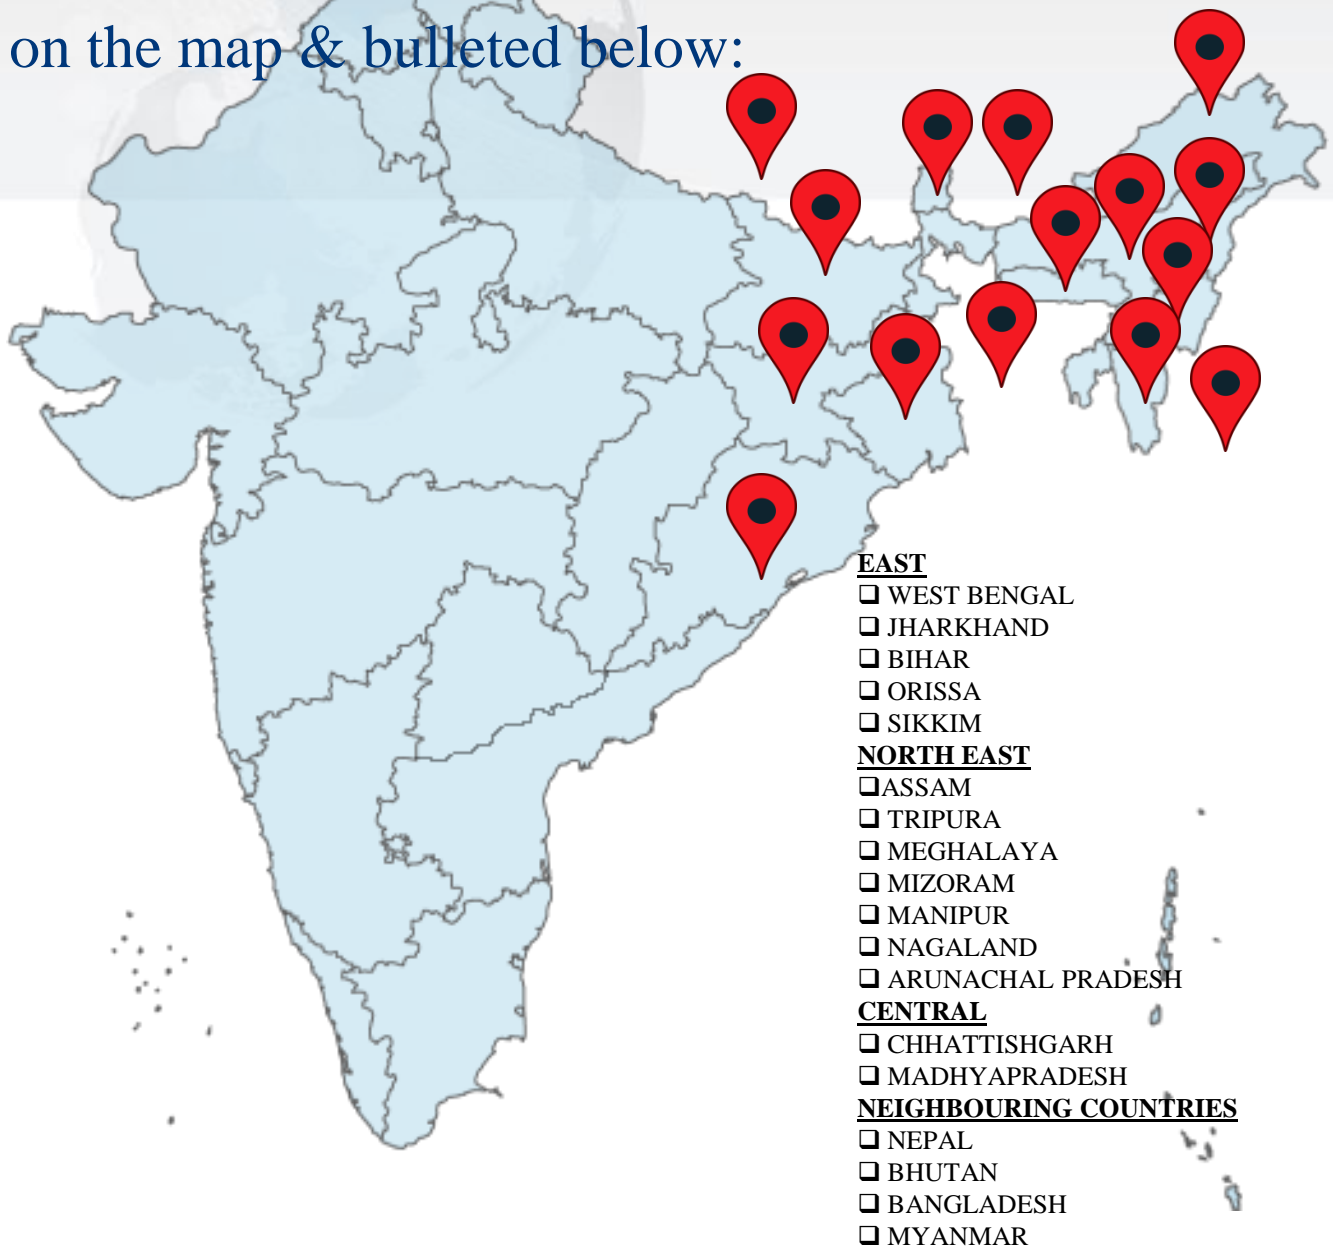 on the map & bulleted below:
EAST
❑ WEST BENGAL
❑ JHARKHAND
❑ BIHAR
❑ ORISSA
❑ SIKKIM
NORTH EAST
❑ASSAM
❑ TRIPURA
❑ MEGHALAYA
❑ MIZORAM
❑ MANIPUR
❑ NAGALAND
❑ ARUNACHAL PRADESH
CENTRAL
❑ CHHATTISHGARH
❑ MADHYAPRADESH
NEIGHBOURING COUNTRIES
❑ NEPAL
❑ BHUTAN
❑ BANGLADESH
❑ MYANMAR